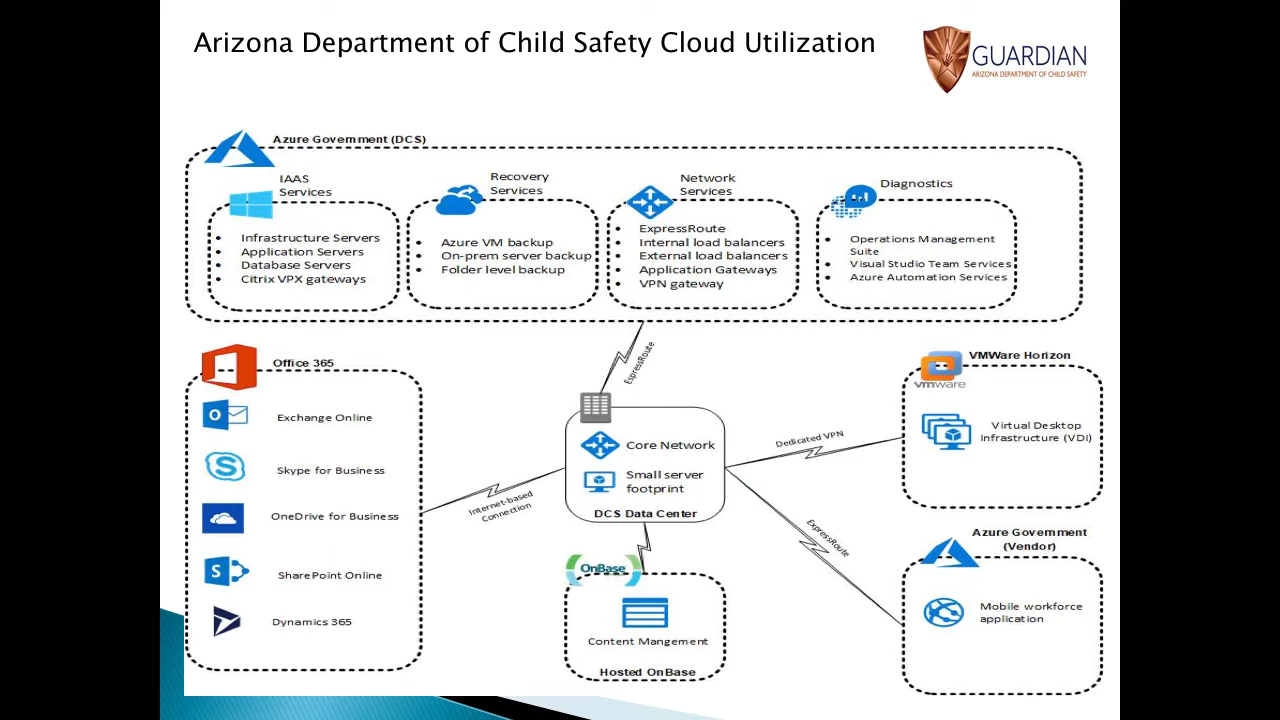 Arizona Department of Child Safety Cloud Utilization
GUARDIAN
ARIZONA DEPARTMENT OF CHILD SAFETY
Azure Government (DCS)
IAAS
Services
• Infrastructure Servers
• Application Servers
• Database Servers
• Citrix VPX gateways
Recovery
Services
• Azure VM backup
• On-prem server backup
• Folder level backup
Network
Services
• ExpressRoute
• Internal load balancers
• External load balancers
• Application Gateways
• VPN gateway
Diagnostics
• Operations Management
Suite
• Visual Studio Team Services
• Azure Automation Services
EspressRoute
Office 365
Exchange Online
Skype for Business
OneDrive for Business
SharePoint Online
Dynamics 365
Internet-based
Connection
Core Network
Small server
footprint
DCS Data Center
OnBase
Content Mangement
Hosted OnBase
Dedicated VPN
ExpressRoute
VMWare Horizon
vmware
Virtual Desktop
Infrastructure (VDI)
Azure Government
(Vendor)
Mobile workforce
application